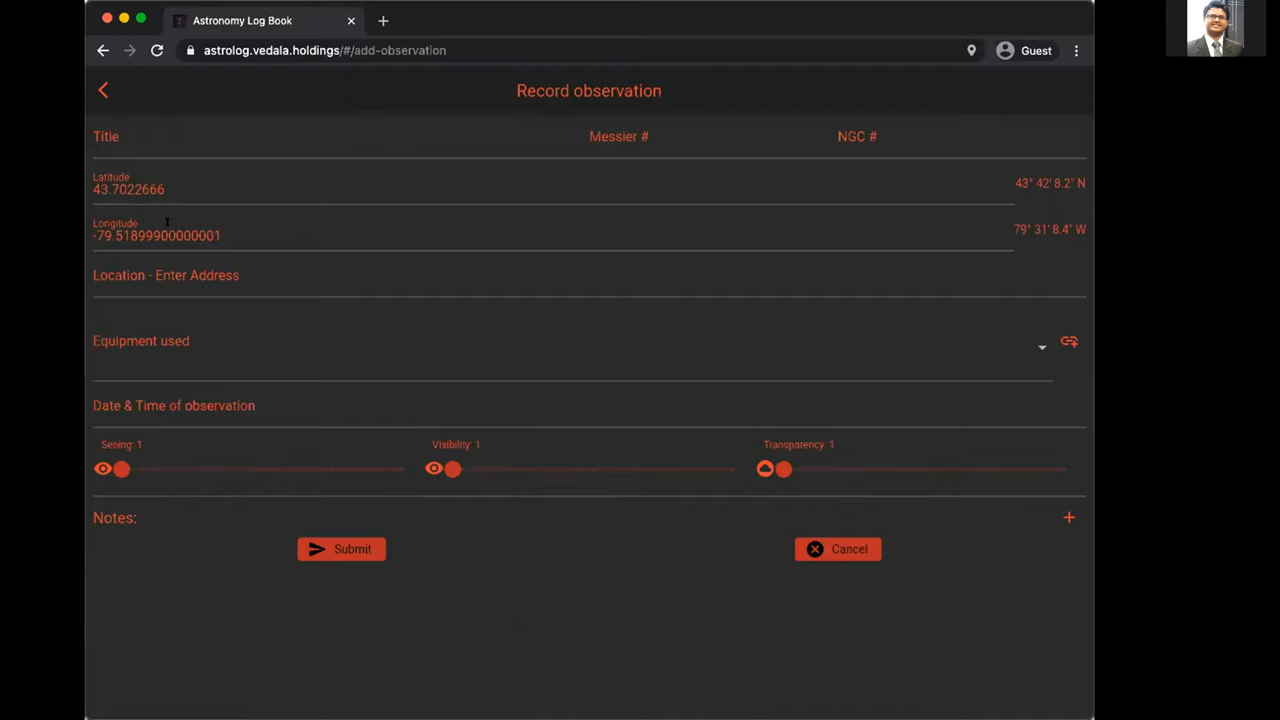 Astronomy Log Book
astrolog.vedala.holdings/#/add-observation
Guest
Record observation
Title
Messier #
NGC #
Latitude
43.7022666
43° 42' 8.2" N
Longitude
-79.51899900000001
79° 31' 8.4" W
Location - Enter Address
Equipment used
Date & Time of observation
Seeing: 1
Visibility: 1
Transparency: 1
Notes:
Submit
Cancel